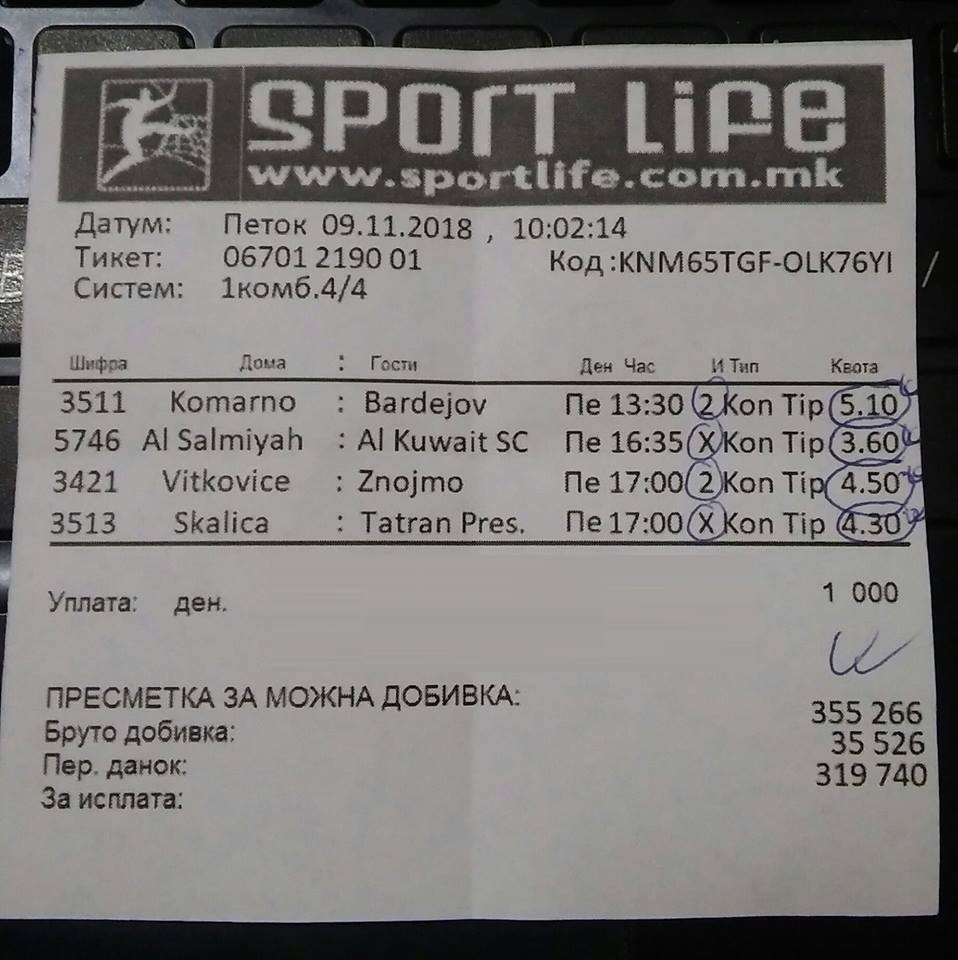 SPORT LiFe
www.sportlife.com.mk
Датум: Петок 09.11.2018 , 10:02:14
Тикет: 06701 2190 01 Код :KNM65TGF-OLK76YI
Систем: 1комб.4/4
Шифра Дома : Гости Ден Час И Тип Квота
3511 Komarno : Bardejov Пе 13:30 2 Kon Tip 5.10
5746 Al Salmiyah : Al Kuwait SC Пе 16:35 X Kon Tip 3.60
3421 Vitkovice : Znojmo Пе 17:00 2 Kon Tip 4.50
3513 Skalica : Tatran Pres. Пе 17:00 X Kon Tip 4.30
Уплата: ден. 1 000
ПРЕСМЕТКА ЗА МОЖНА ДОБИВКА:
Бруто добивка: 355 266
Пер. данок: 35 526
За исплата: 319 740